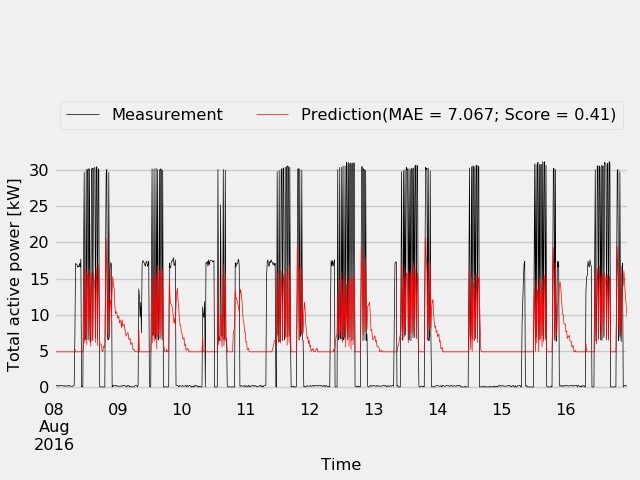 Measurement
Prediction(MAE = 7.067; Score = 0.41)
Total active power [kW]
30
25
20
15
10
5
0
08 09 10 11 12 13 14 15 16
Aug
2016
Time